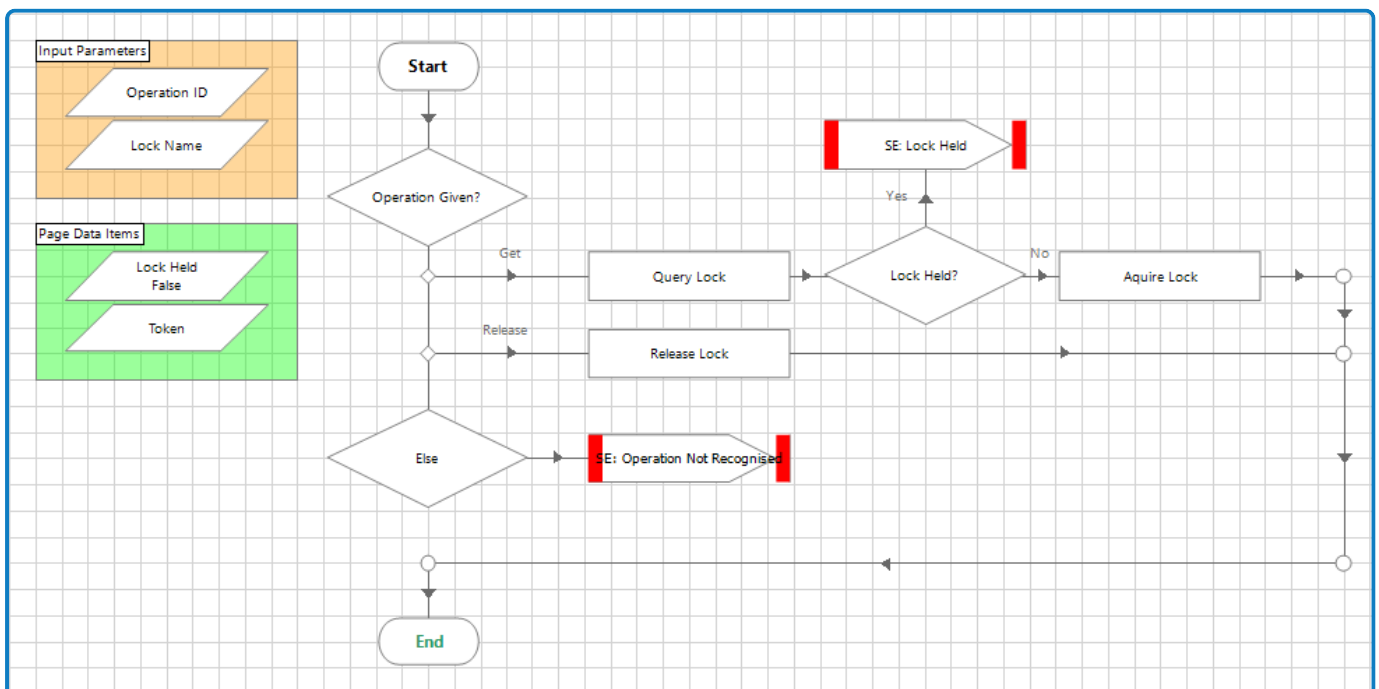 Input Parameters
Operation ID
Lock Name
Page Data Items
Lock Held
False
Token
Start
Operation Given?
Get
Query Lock
Lock Held?
Yes
SE: Lock Held
No
Aquire Lock
Release
Release Lock
Else
SE: Operation Not Recognised
End